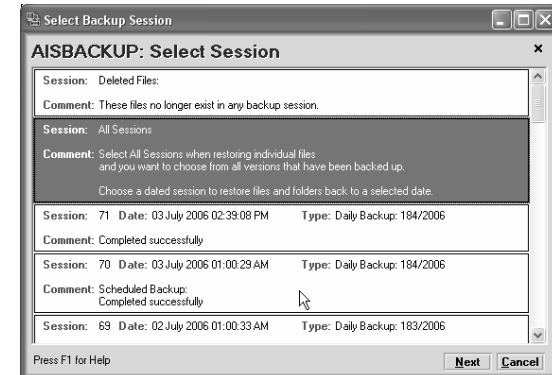 Select Backup Session
AISBACKUP: Select Session
Session: Deleted Files:
Comment: These files no longer exist in any backup session.
Session: All Sessions
Comment: Select All Sessions when restoring individual files
and you want to choose from all versions that have been backed up.
Choose a dated session to restore files and folders back to a selected date.
Session: 71 Date: 03 July 2006 02:39:08 PM Type: Daily Backup: 184/2006
Comment: Completed successfully
Session: 70 Date: 03 July 2006 01:00:29 AM Type: Daily Backup: 184/2006
Comment: Scheduled Backup:
Completed successfully
Session: 69 Date: 02 July 2006 01:00:33 AM Type: Daily Backup: 183/2006
Press F1 for Help
Next Cancel